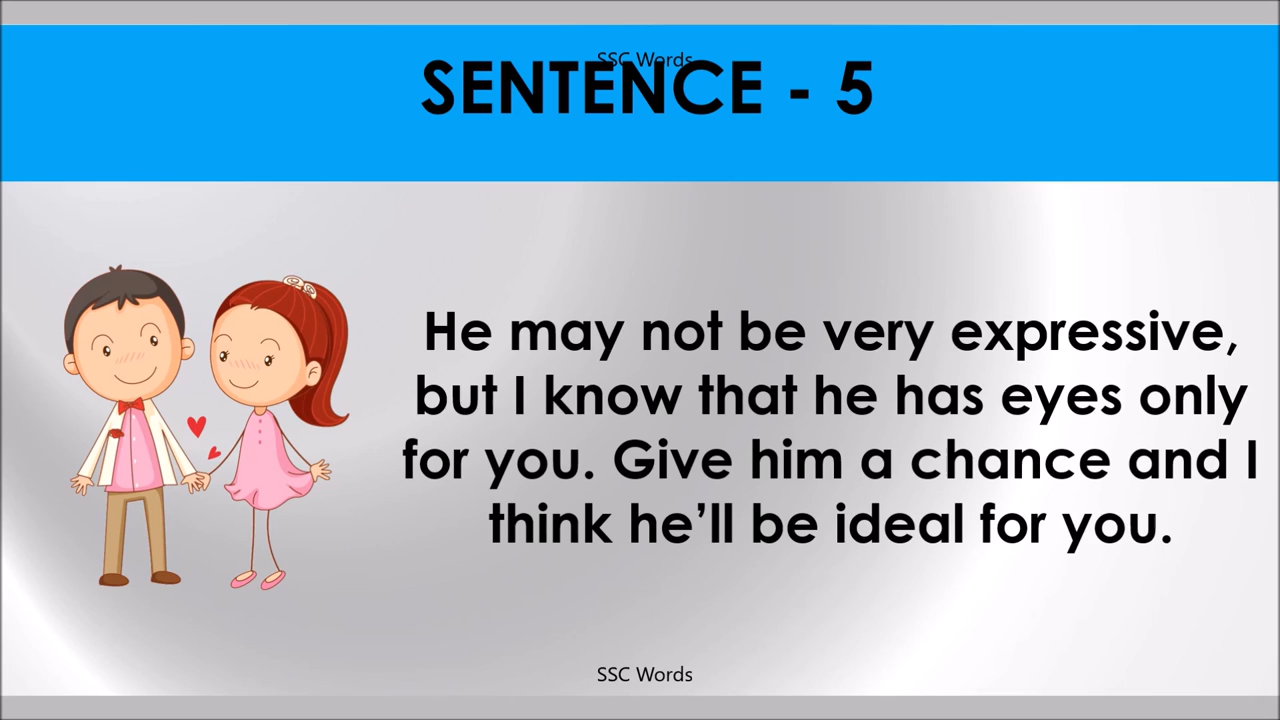 SSC Words
SENTENCE - 5
He may not be very expressive,
but I know that he has eyes only
for you. Give him a chance and I
think he’ll be ideal for you.
SSC Words